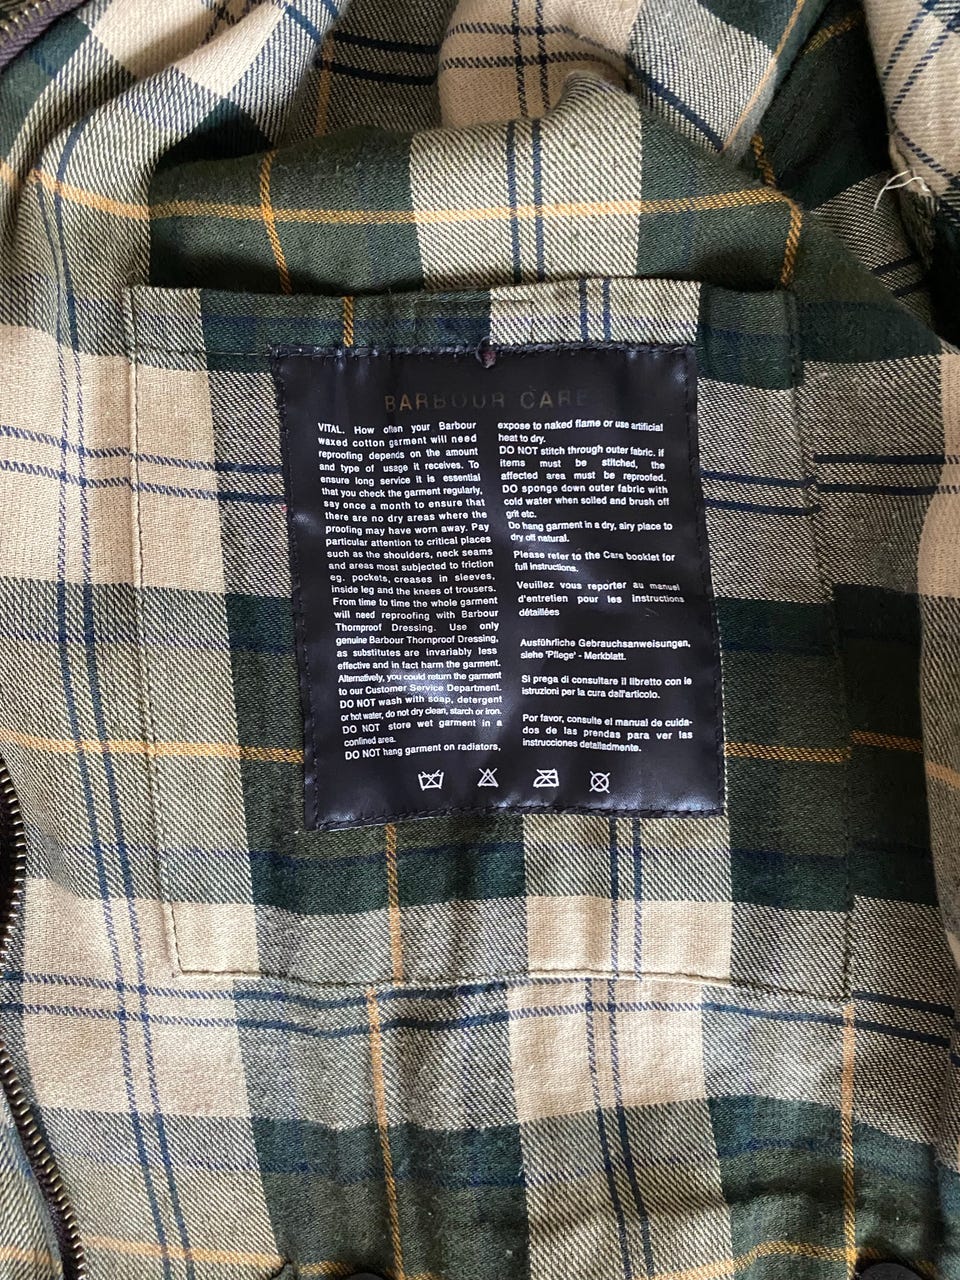 BARBOUR CARE
VITAL. How often your Barbour
waxed cotton garment will need
reproofing depends on the amount
and type of usage it receives. To
ensure long service it is essential
that you check the garment regularly,
say once a month to ensure that
there are no dry areas where the
proofing may have worn away. Pay
particular attention to critical places
such as the shoulders, neck seams
and areas most subjected to friction
eg. pockets, creases in sleeves,
inside leg and the knees of trousers.
From time to time the whole garment
will need reproofing with Barbour
Thornproof Dressing. Use only
genuine Barbour Thornproof Dressing,
as substitutes are invariably less
effective and in fact harm the garment.
Alternatively, you could return the garment
to our Customer Service Department.
DO NOT wash with soap, detergent
or hot water, do not dry clean, starch or iron.
DO NOT store wet garment in a
confined area.
DO NOT hang garment on radiators,
expose to naked flame or use artificial
heat to dry.
DO NOT stitch through outer fabric. If
items must be stitched, the
affected area must be reproofed.
DO sponge down outer fabric with
cold water when soiled and brush off
grit etc.
Do hang garment in a dry, airy place to
dry off natural.
Please refer to the Care booklet for
full instructions.
Veuillez vous reporter au manuel
d'entretien pour les instructions
détaillées
Ausführliche Gebrauchsanweisungen,
siehe 'Pflege' - Merkblatt.
Si prega di consultare il libretto con le
istruzioni per la cura dell'articolo.
Por favor, consulte el manual de cuida-
dos de las prendas para ver las
instrucciones detalladmente.